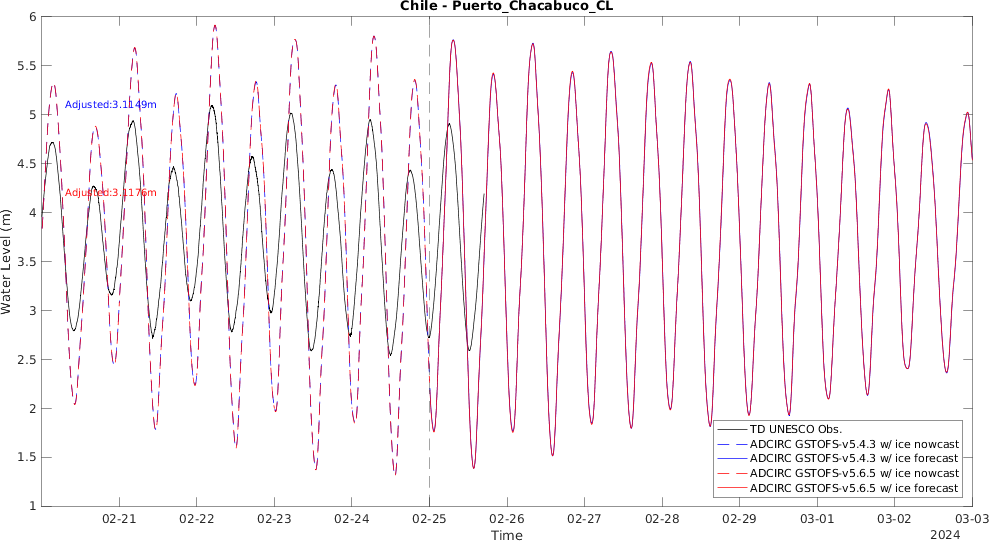 Chile - Puerto_Chacabuco_CL
6
5.5
5
4.5
4
3.5
3
2.5
2
1.5
1
Water Level (m)
Adjusted:3.1149m
Adjusted:3.1176m
TD UNESCO Obs.
ADCIRC GSTOFS-v5.4.3 w/ ice nowcast
ADCIRC GSTOFS-v5.4.3 w/ ice forecast
ADCIRC GSTOFS-v5.6.5 w/ ice nowcast
ADCIRC GSTOFS-v5.6.5 w/ ice forecast
02-21 02-22 02-23 02-24 02-25 02-26 02-27 02-28 02-29 03-01 03-02 03-03
Time
2024